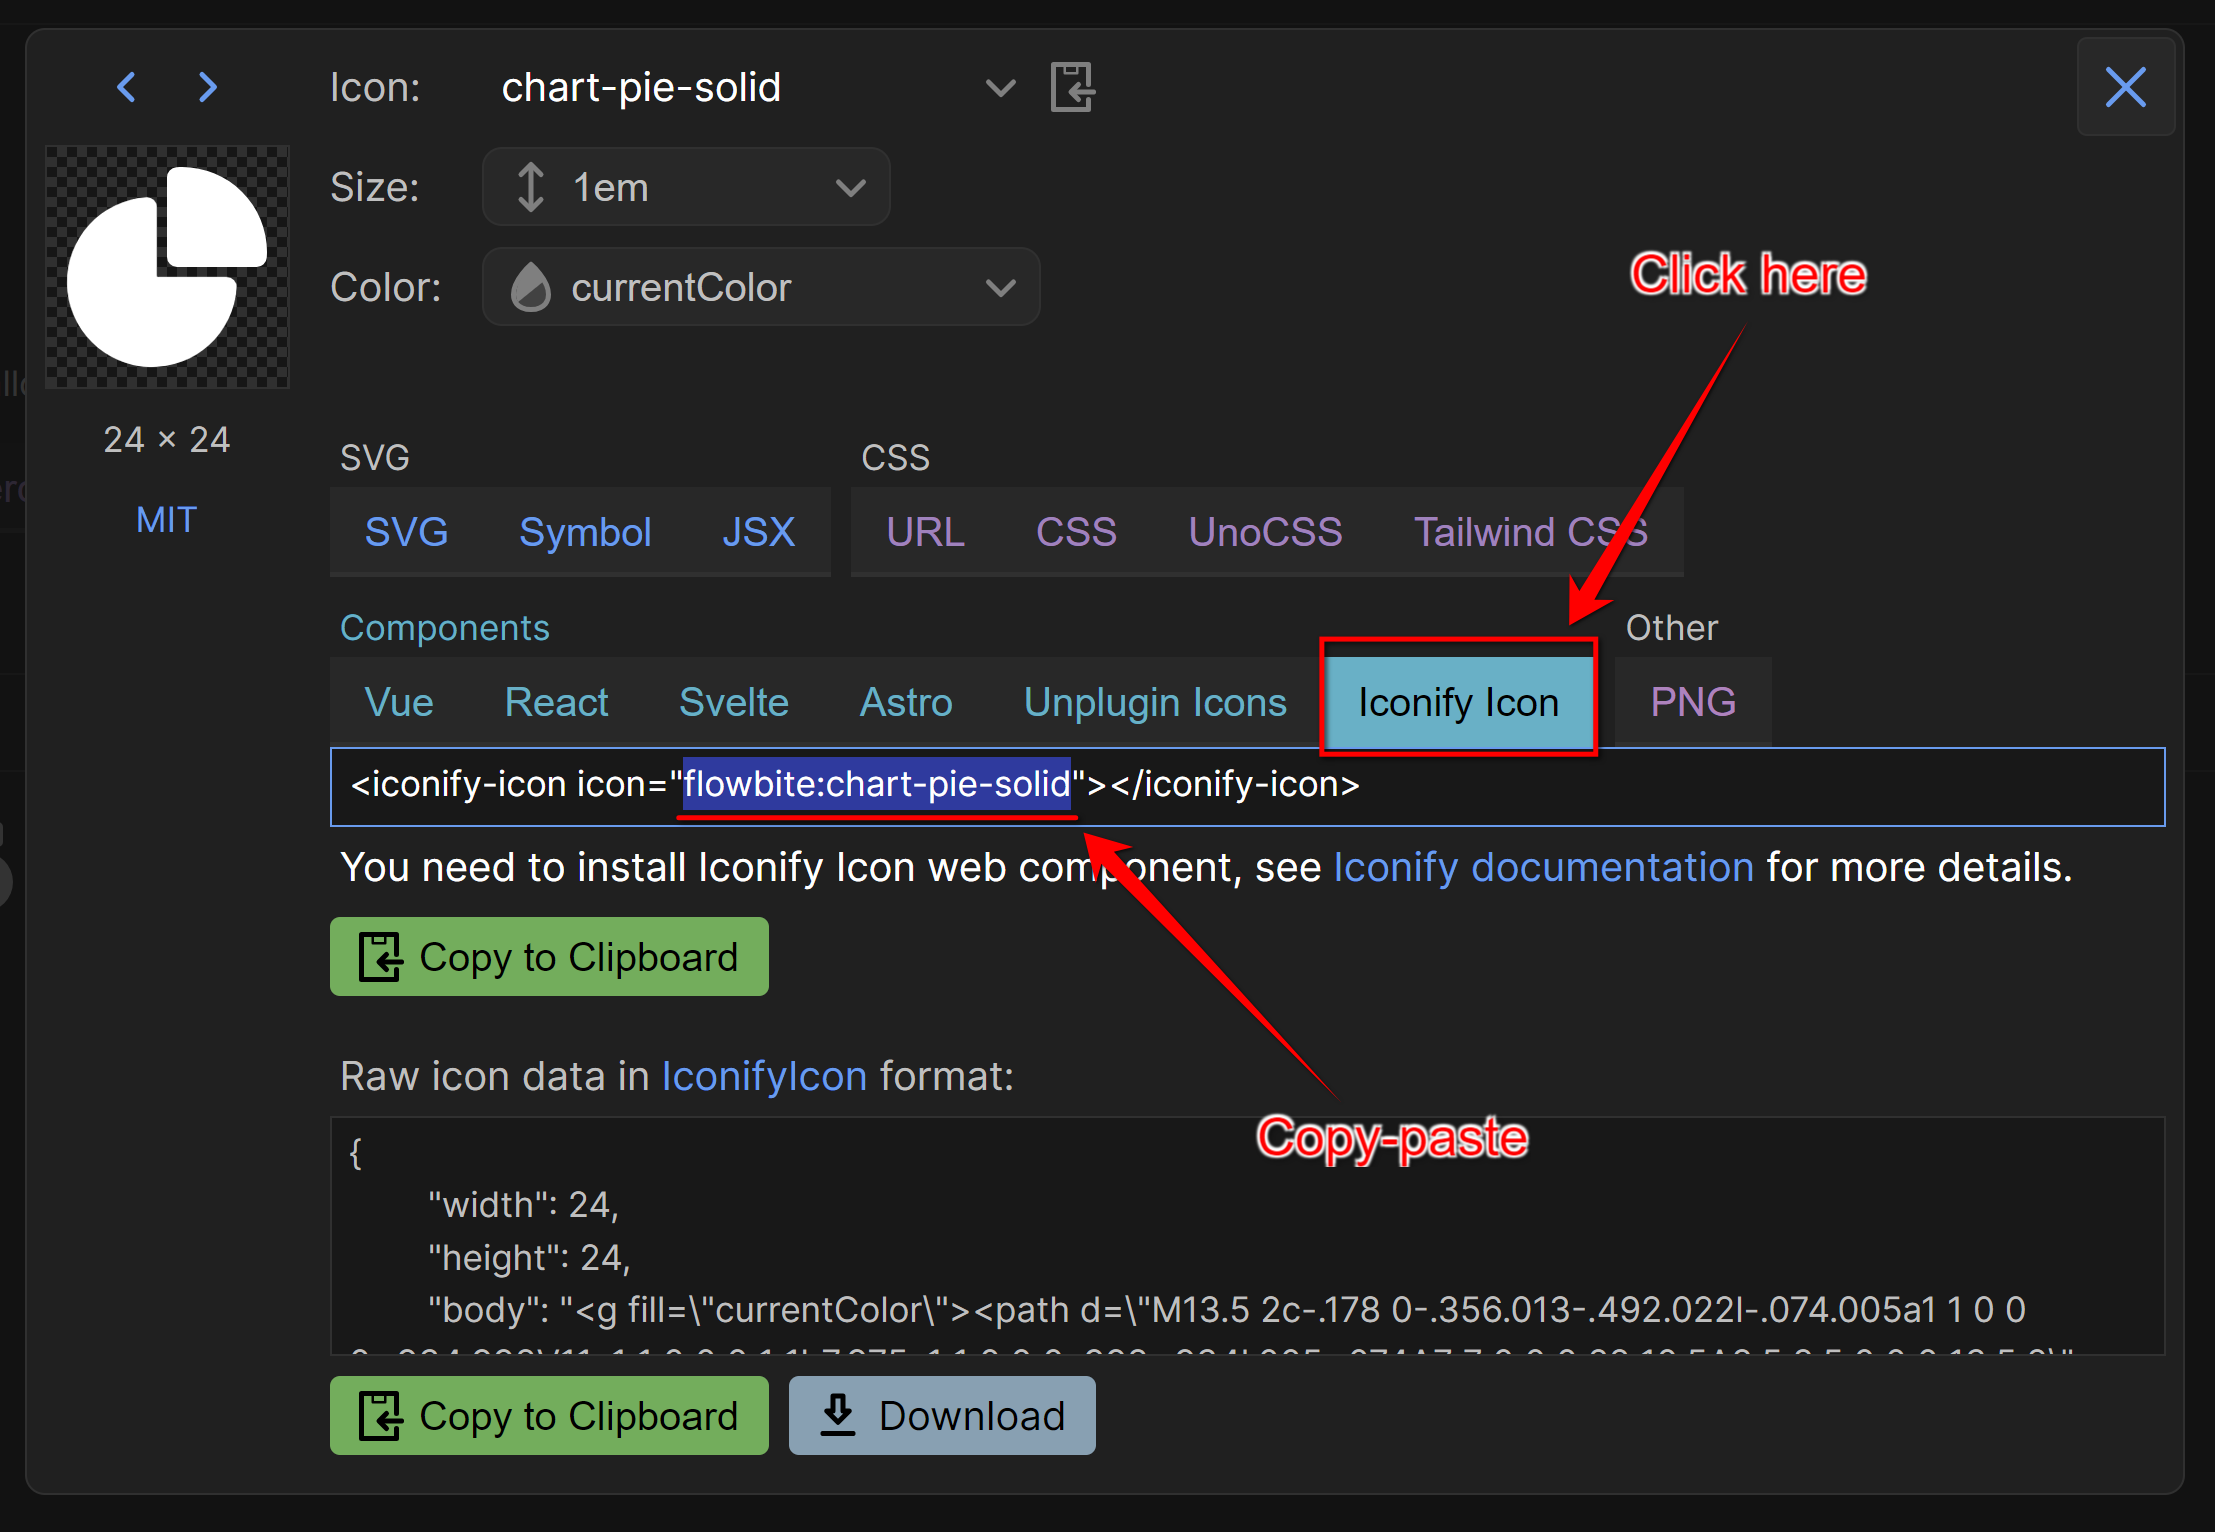 Icon: chart-pie-solid
Size: 1em
Color: currentColor
Click here
24 × 24
MIT
SVG CSS
SVG Symbol JSX URL CSS UnoCSS Tailwind CSS
Components Other
Vue React Svelte Astro Unplugin Icons Iconify Icon PNG
<iconify-icon icon="flowbite:chart-pie-solid"></iconify-icon>
You need to install Iconify Icon web component, see Iconify documentation for more details.
Copy to Clipboard
Raw icon data in IconifyIcon format:
Copy-paste
{
"width": 24,
"height": 24,
"body": "<g fill=\"currentColor\"><path d=\"M13.5 2c-.178 0-.356.013-.492.022l-.074.005a1 1 0 0
Copy to Clipboard Download